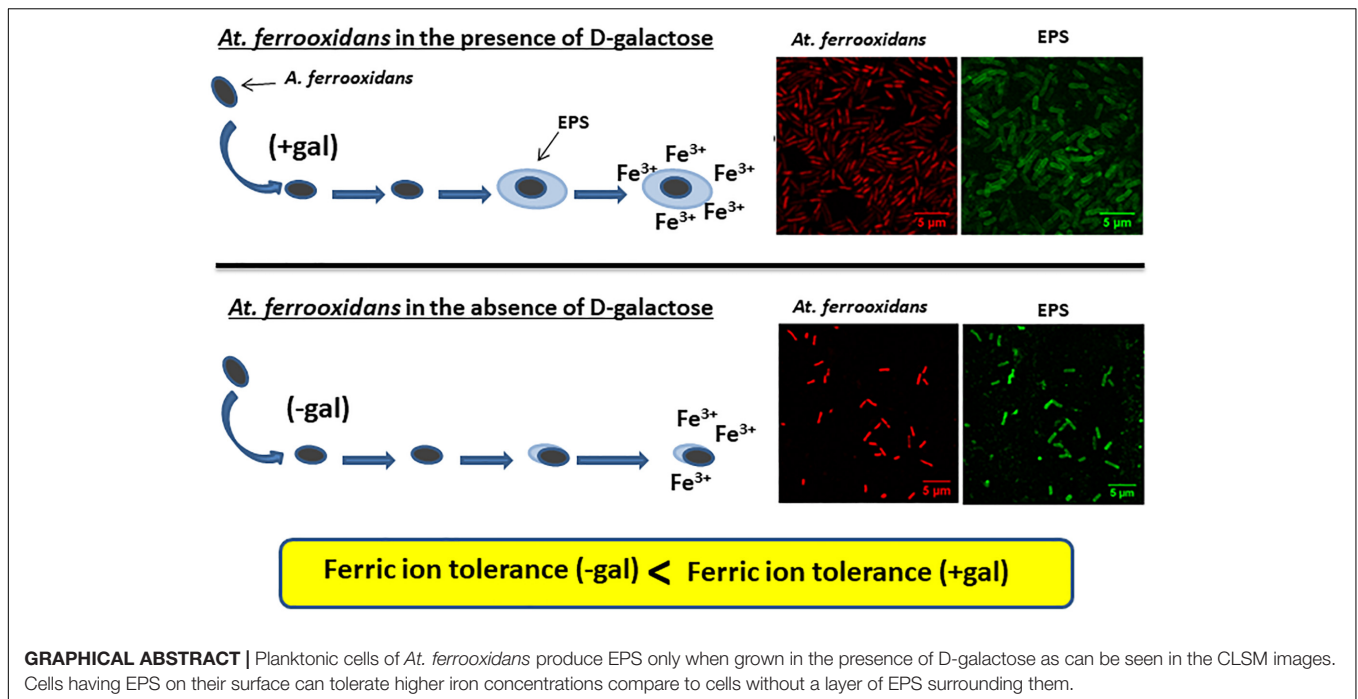 At. ferrooxidans in the presence of D-galactose
At. ferrooxidans
EPS
A. ferrooxidans
(+gal)
EPS
Fe³⁺
Fe³⁺
Fe³⁺
Fe³⁺
Fe³⁺
5 µm
5 µm
At. ferrooxidans in the absence of D-galactose
At. ferrooxidans
EPS
(-gal)
Fe³⁺
Fe³⁺
Fe³⁺
5 µm
5 µm
Ferric ion tolerance (-gal) < Ferric ion tolerance (+gal)
GRAPHICAL ABSTRACT | Planktonic cells of At. ferrooxidans produce EPS only when grown in the presence of D-galactose as can be seen in the CLSM images.
Cells having EPS on their surface can tolerate higher iron concentrations compare to cells without a layer of EPS surrounding them.